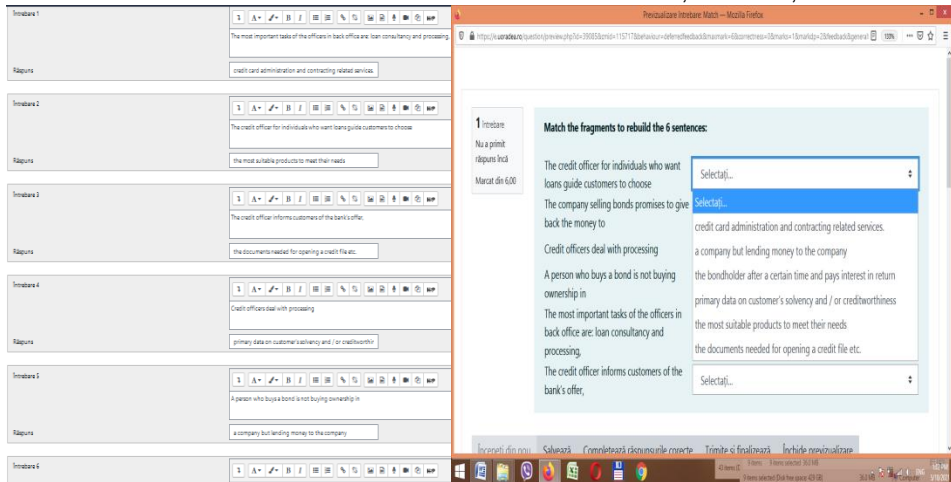 Întrebare 1
The most important tasks of the officers in back office are: loan consultancy and processing,
Răspuns
credit card administration and contracting related services.
Întrebare 2
The credit officer for individuals who want loans guide customers to choose
Răspuns
the most suitable products to meet their needs
Întrebare 3
The credit officer informs customers of the bank's offer,
Răspuns
the documents needed for opening a credit file etc.
Întrebare 4
Credit officers deal with processing
Răspuns
primary data on customer's solvency and / or creditworthir
Întrebare 5
A person who buys a bond is not buying ownership in
Răspuns
a company but lending money to the company
Întrebare 6
Previzualizare întrebare: Match — Mozilla Firefox
130%
1 Întrebare
Nu a primit
răspuns încă
Marcat din 6,00
Match the fragments to rebuild the 6 sentences:
The credit officer for individuals who want
loans guide customers to choose
The company selling bonds promises to give
back the money to
Credit officers deal with processing
A person who buys a bond is not buying
ownership in
The most important tasks of the officers in
back office are: loan consultancy and
processing,
The credit officer informs customers of the
bank's offer,
Selectați...
Selectați...
credit card administration and contracting related services.
a company but lending money to the company
the bondholder after a certain time and pays interest in return
primary data on customer's solvency and / or creditworthiness
the most suitable products to meet their needs
the documents needed for opening a credit file etc.
Selectați...
Începeți din nou Salvează Completează răspunsurile corecte Trimite și finalizează Închide previzualizare